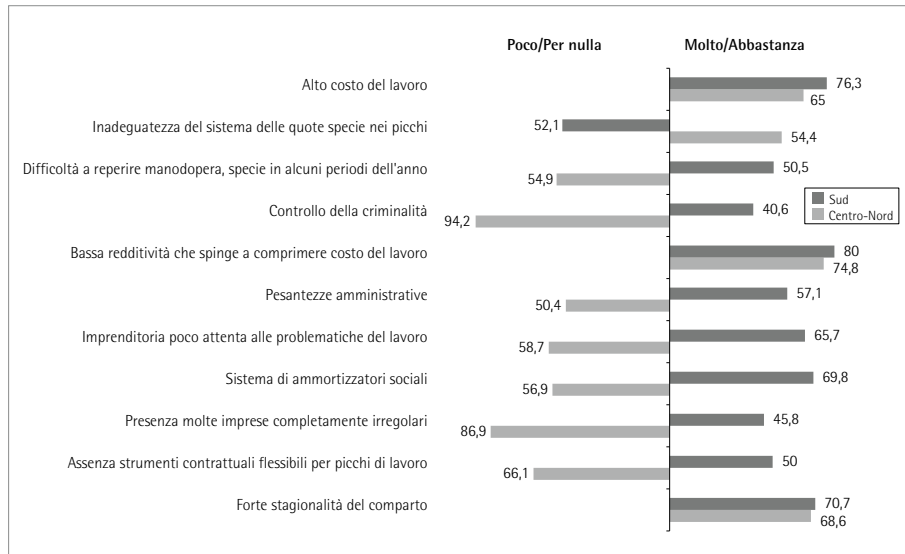 Poco/Per nulla Molto/Abbastanza
Alto costo del lavoro 76,3
65
Inadeguatezza del sistema delle quote specie nei picchi 52,1
54,4
Difficoltà a reperire manodopera, specie in alcuni periodi dell'anno 50,5
54,9
Sud
Controllo della criminalità 40,6
Centro-Nord
94,2
Bassa redditività che spinge a comprimere costo del lavoro 80
74,8
Pesantezze amministrative 57,1
50,4
Imprenditoria poco attenta alle problematiche del lavoro 65,7
58,7
Sistema di ammortizzatori sociali 69,8
56,9
Presenza molte imprese completamente irregolari 45,8
86,9
Assenza strumenti contrattuali flessibili per picchi di lavoro 50
66,1
Forte stagionalità del comparto 70,7
68,6